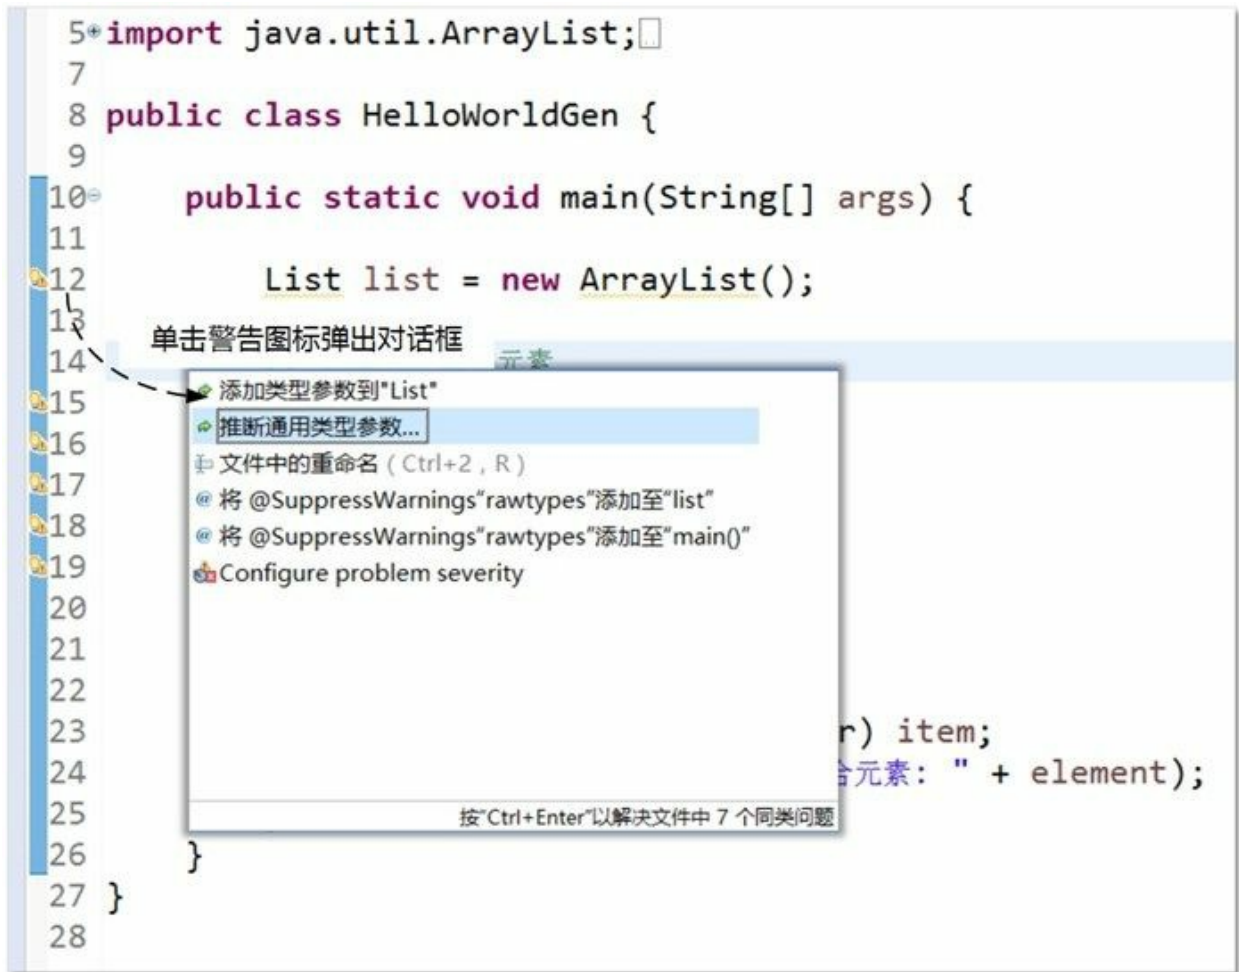 5 import java.util.ArrayList;
7
8 public class HelloWorldGen {
9
10 public static void main(String[] args) {
11
12 List list = new ArrayList();
13
单击警告图标弹出对话框
14 元素
添加类型参数到"List"
15
推断通用类型参数...
16
文件中的重命名 ( Ctrl+2 , R )
17
将 @SuppressWarnings“rawtypes”添加至“list”
18
将 @SuppressWarnings“rawtypes”添加至“main()”
19
Configure problem severity
20
21
22
23 r) item;
24 合元素: " + element);
25
按“Ctrl+Enter”以解决文件中 7 个同类问题
26 }
27 }
28